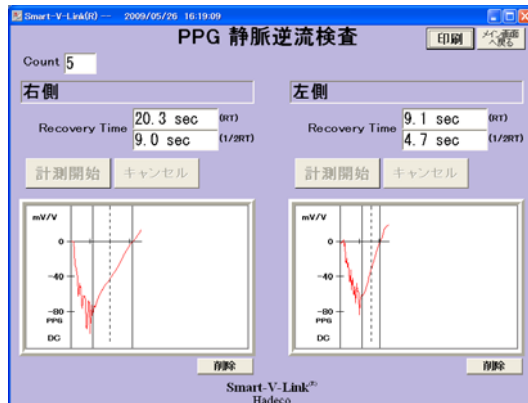 Smart-V-Link(R) --- 2009/05/26 16:19:09
PPG 静脈逆流検査
印刷
メイン画面
へ戻る
Count 5
右側
Recovery Time 20.3 sec (RT)
9.0 sec (1/2RT)
計測開始 キャンセル
mV/V
0
-40
-80
PPG
DC
削除
左側
Recovery Time 9.1 sec (RT)
4.7 sec (1/2RT)
計測開始 キャンセル
mV/V
0
-40
-80
PPG
DC
削除
Smart-V-Link(R)
Hadeco